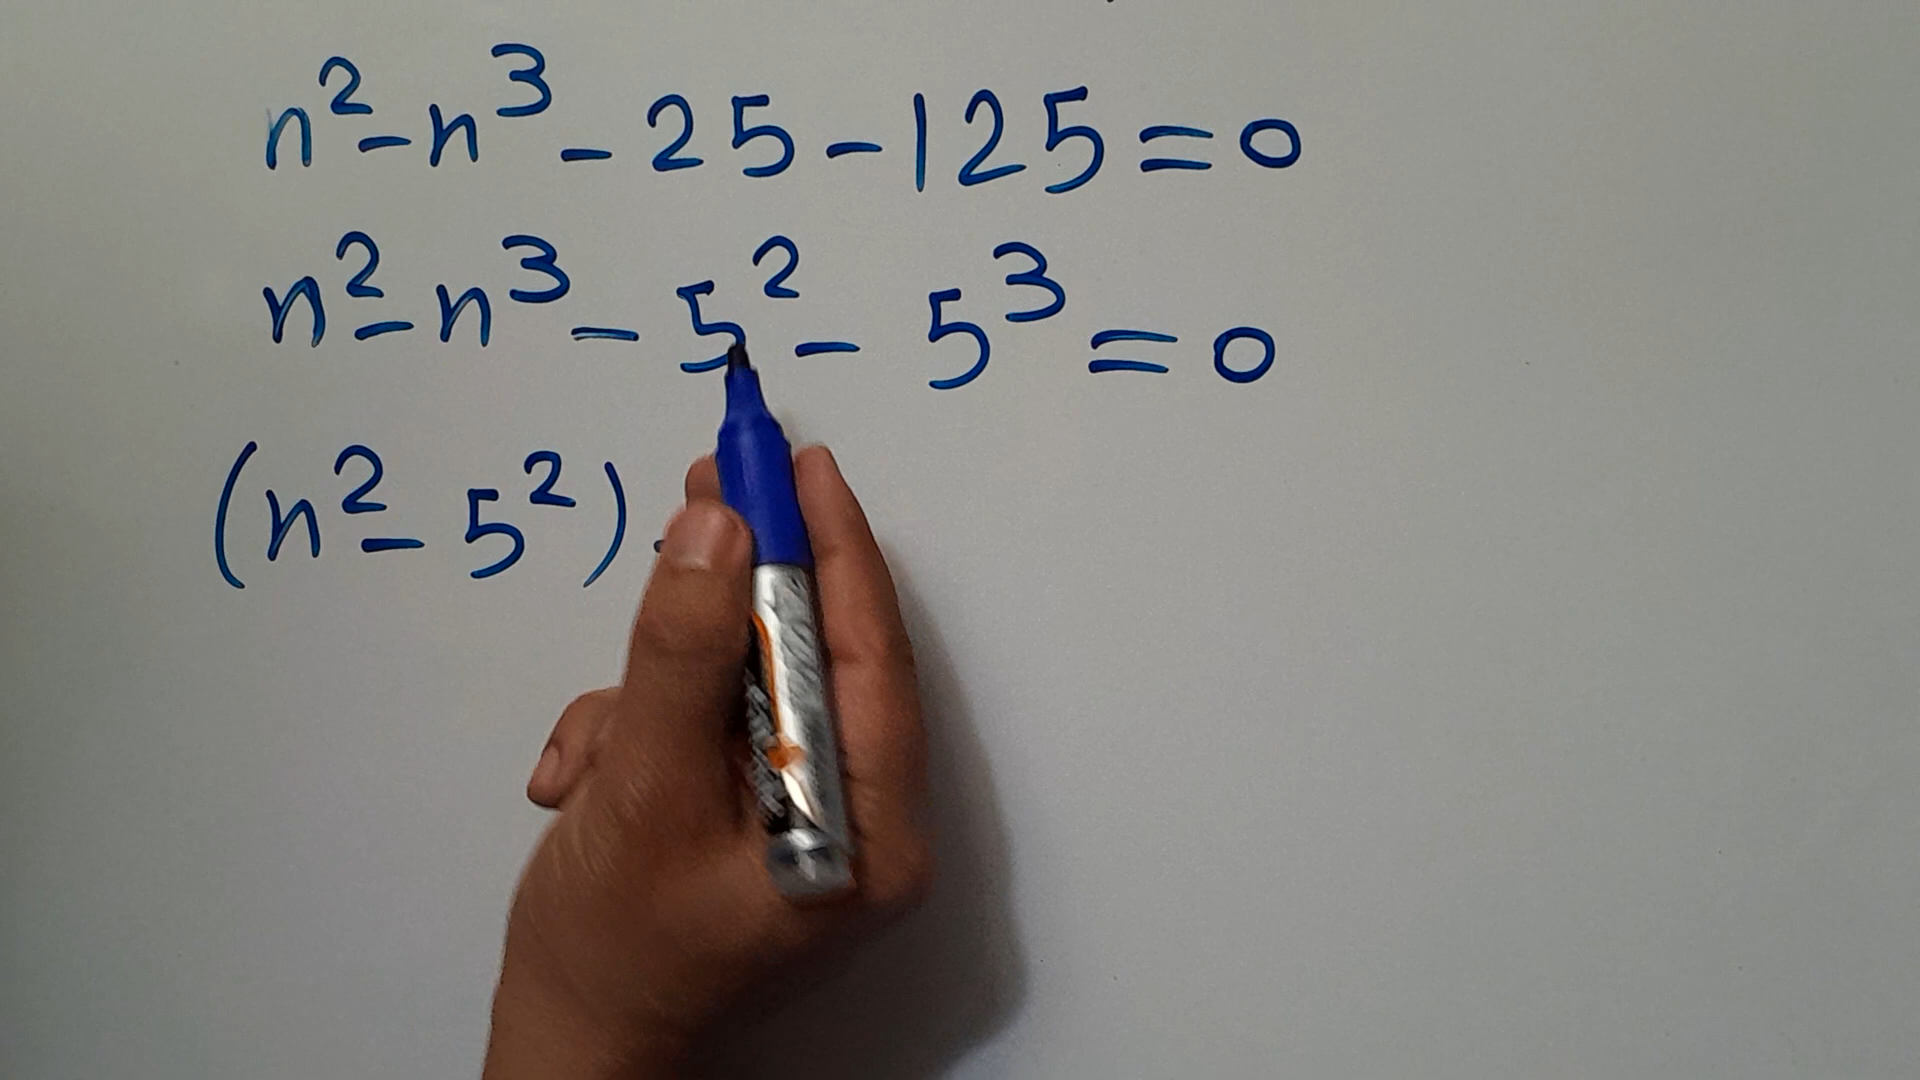 n² - n³ - 25 - 125 = 0
n² - n³ - 5² - 5³ = 0
(n² - 5²) -